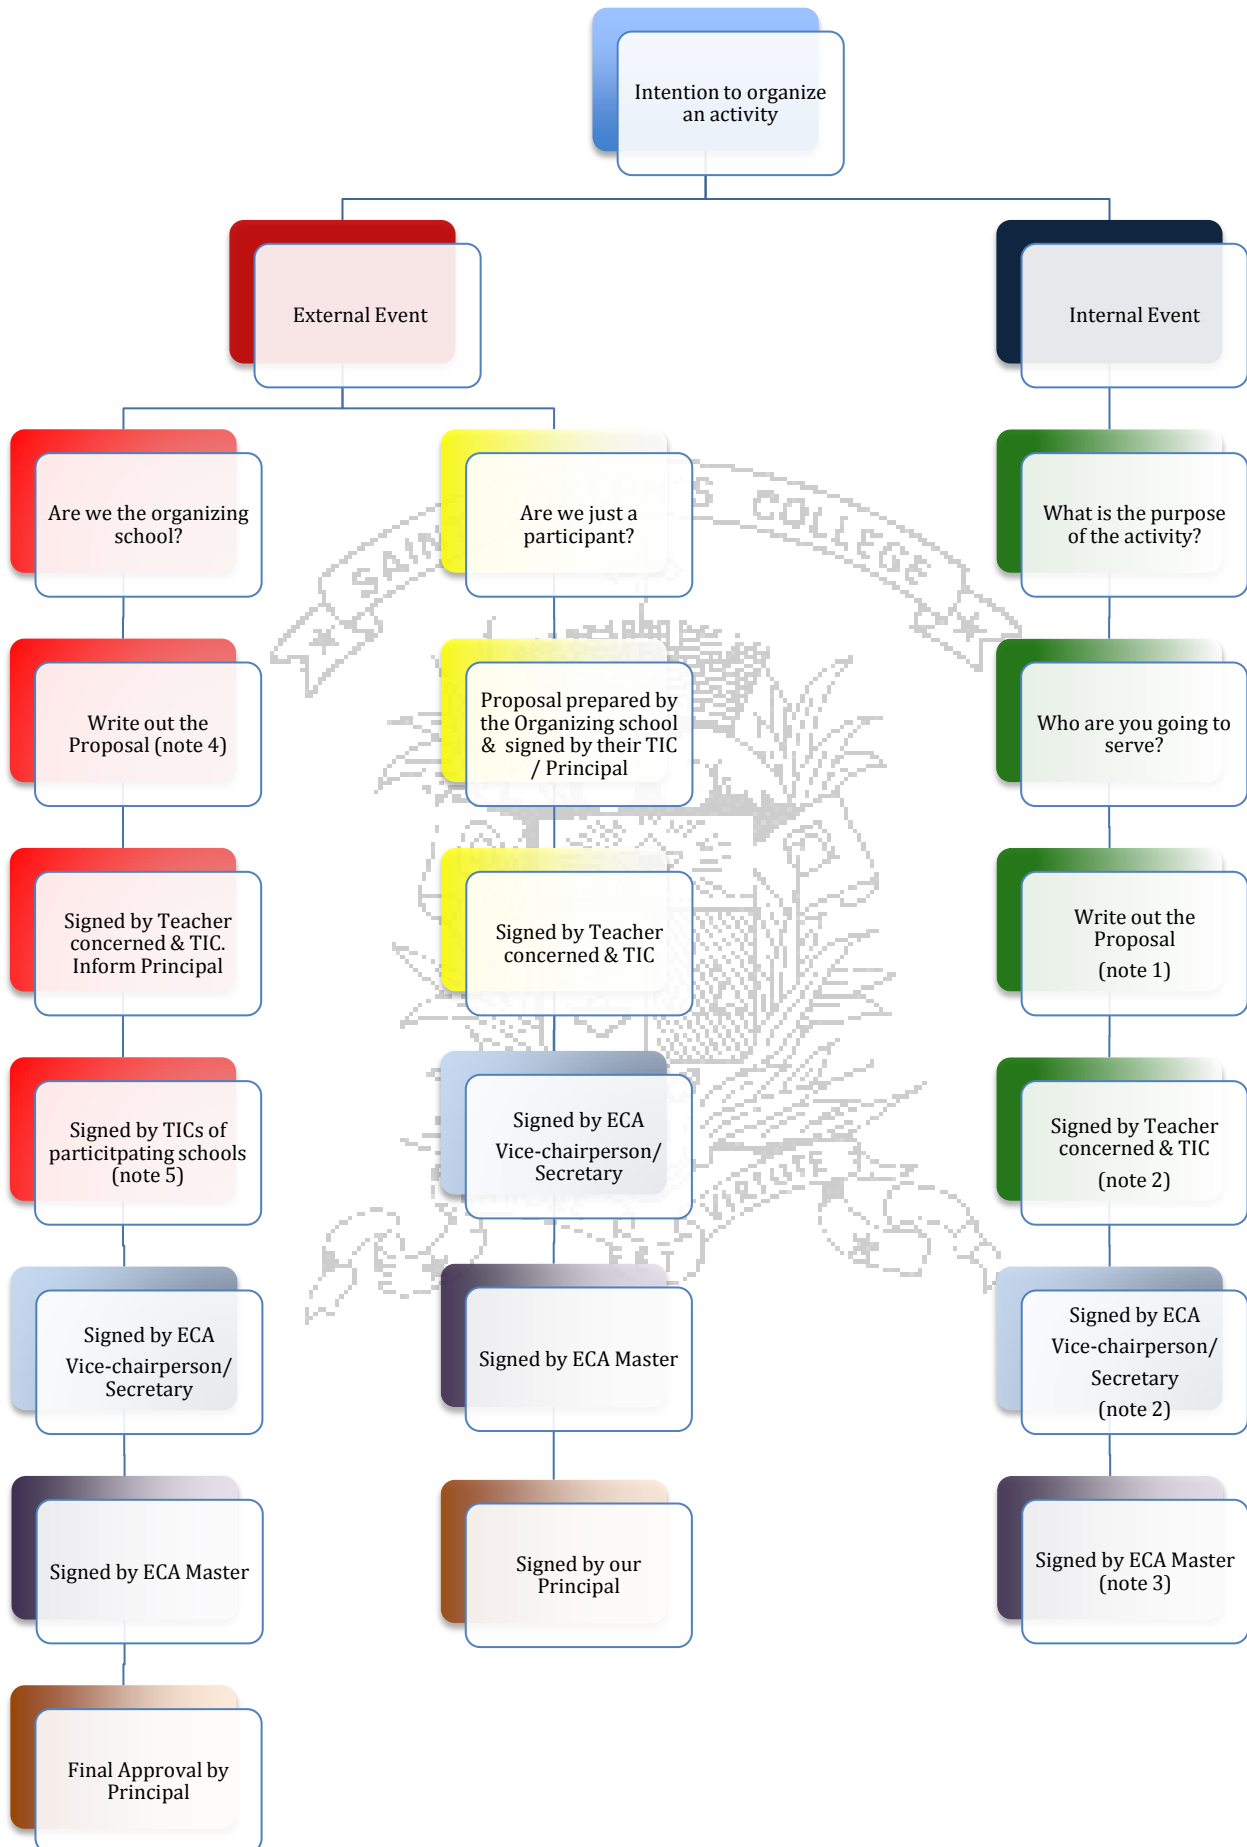 Intention to organize
an activity
External Event
Internal Event
Are we the organizing
school?
Are we just a
participant?
What is the purpose
of the activity?
Write out the
Proposal (note 4)
Proposal prepared by
the Organizing school
& signed by their TIC
/ Principal
Who are you going to
serve?
Signed by Teacher
concerned & TIC.
Inform Principal
Signed by Teacher
concerned & TIC
Write out the
Proposal
(note 1)
Signed by TICs of
particitpating schools
(note 5)
Signed by ECA
Vice-chairperson/
Secretary
Signed by Teacher
concerned & TIC
(note 2)
Signed by ECA
Vice-chairperson/
Secretary
Signed by ECA Master
Signed by ECA
Vice-chairperson/
Secretary
(note 2)
Signed by ECA Master
Signed by our
Principal
Signed by ECA Master
(note 3)
Final Approval by
Principal
COLLEGE
VIRTUTE